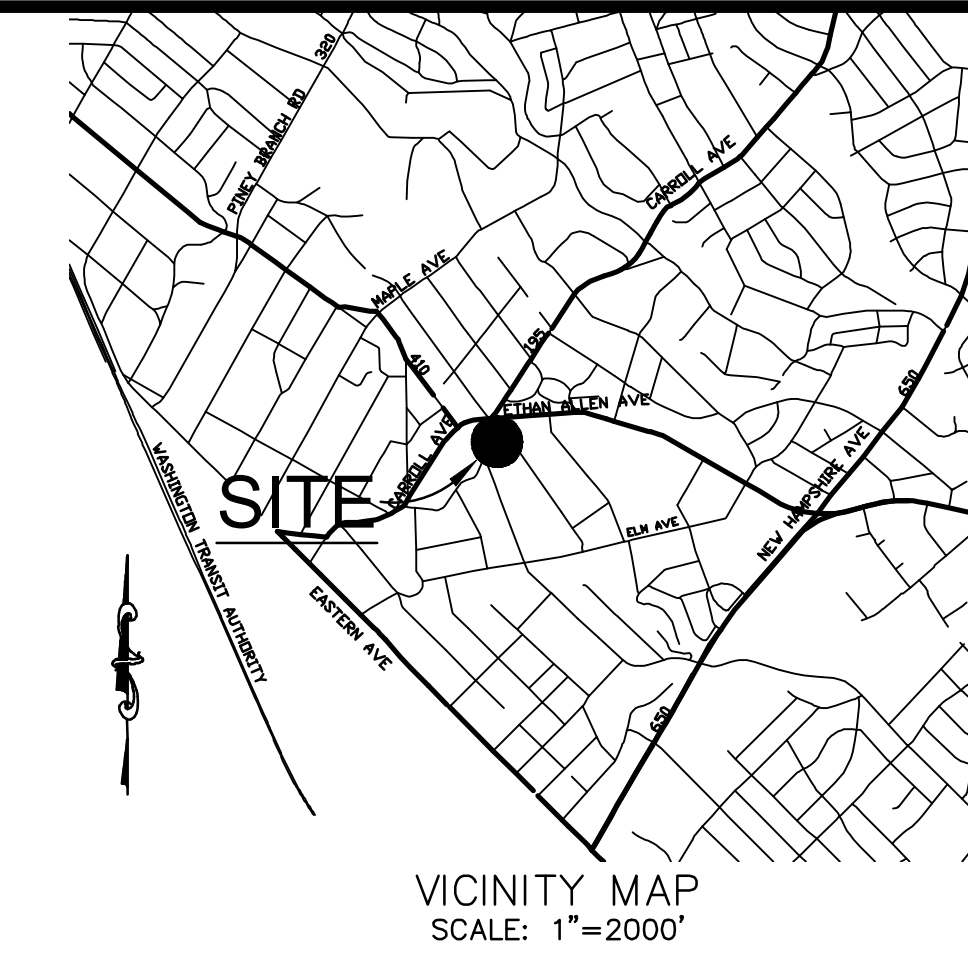 320
PINEY BRANCH RD
CARROLL AVE
MAPLE AVE
195
410
650
ETHAN ALLEN AVE
CARROLL AVE
NEW HAMPSHIRE AVE
WASHINGTON TRANSIT AUTHORITY
SITE
ELM AVE
EASTERN AVE
650
VICINITY MAP
SCALE: 1"=2000'